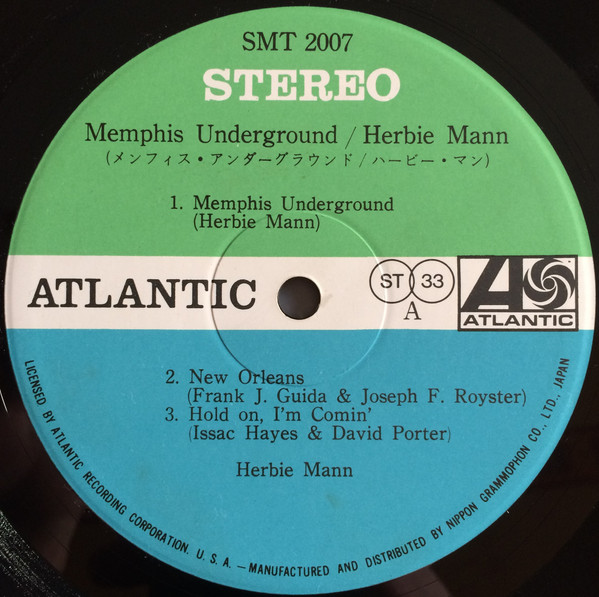 SMT 2007
STEREO
Memphis Underground / Herbie Mann
(メンフィス・アンダーグラウンド/ハービー・マン)
1. Memphis Underground
(Herbie Mann)
ATLANTIC
ST 33
A
ATLANTIC
2. New Orleans
(Frank J. Guida & Joseph F. Royster)
3. Hold on, I'm Comin'
(Issac Hayes & David Porter)
Herbie Mann
LICENSED BY ATLANTIC RECORDING CORPORATION. U. S. A. — MANUFACTURED AND DISTRIBUTED BY NIPPON GRAMMOPHON CO., LTD., JAPAN